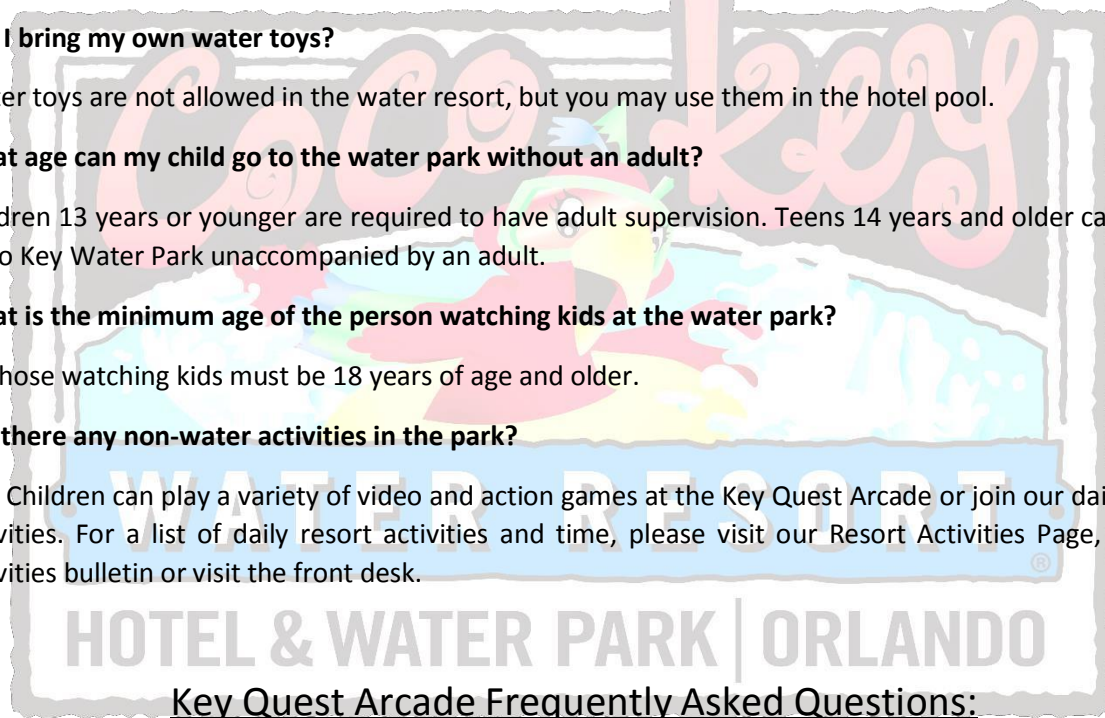 Coco key
I bring my own water toys?
ter toys are not allowed in the water resort, but you may use them in the hotel pool.
at age can my child go to the water park without an adult?
dren 13 years or younger are required to have adult supervision. Teens 14 years and older ca
o Key Water Park unaccompanied by an adult.
at is the minimum age of the person watching kids at the water park?
hose watching kids must be 18 years of age and older.
there any non-water activities in the park?
WATER RESORT
Children can play a variety of video and action games at the Key Quest Arcade or join our dai
vities. For a list of daily resort activities and time, please visit our Resort Activities Page,
vities bulletin or visit the front desk.
®
HOTEL & WATER PARK | ORLANDO
Key Quest Arcade Frequently Asked Questions: